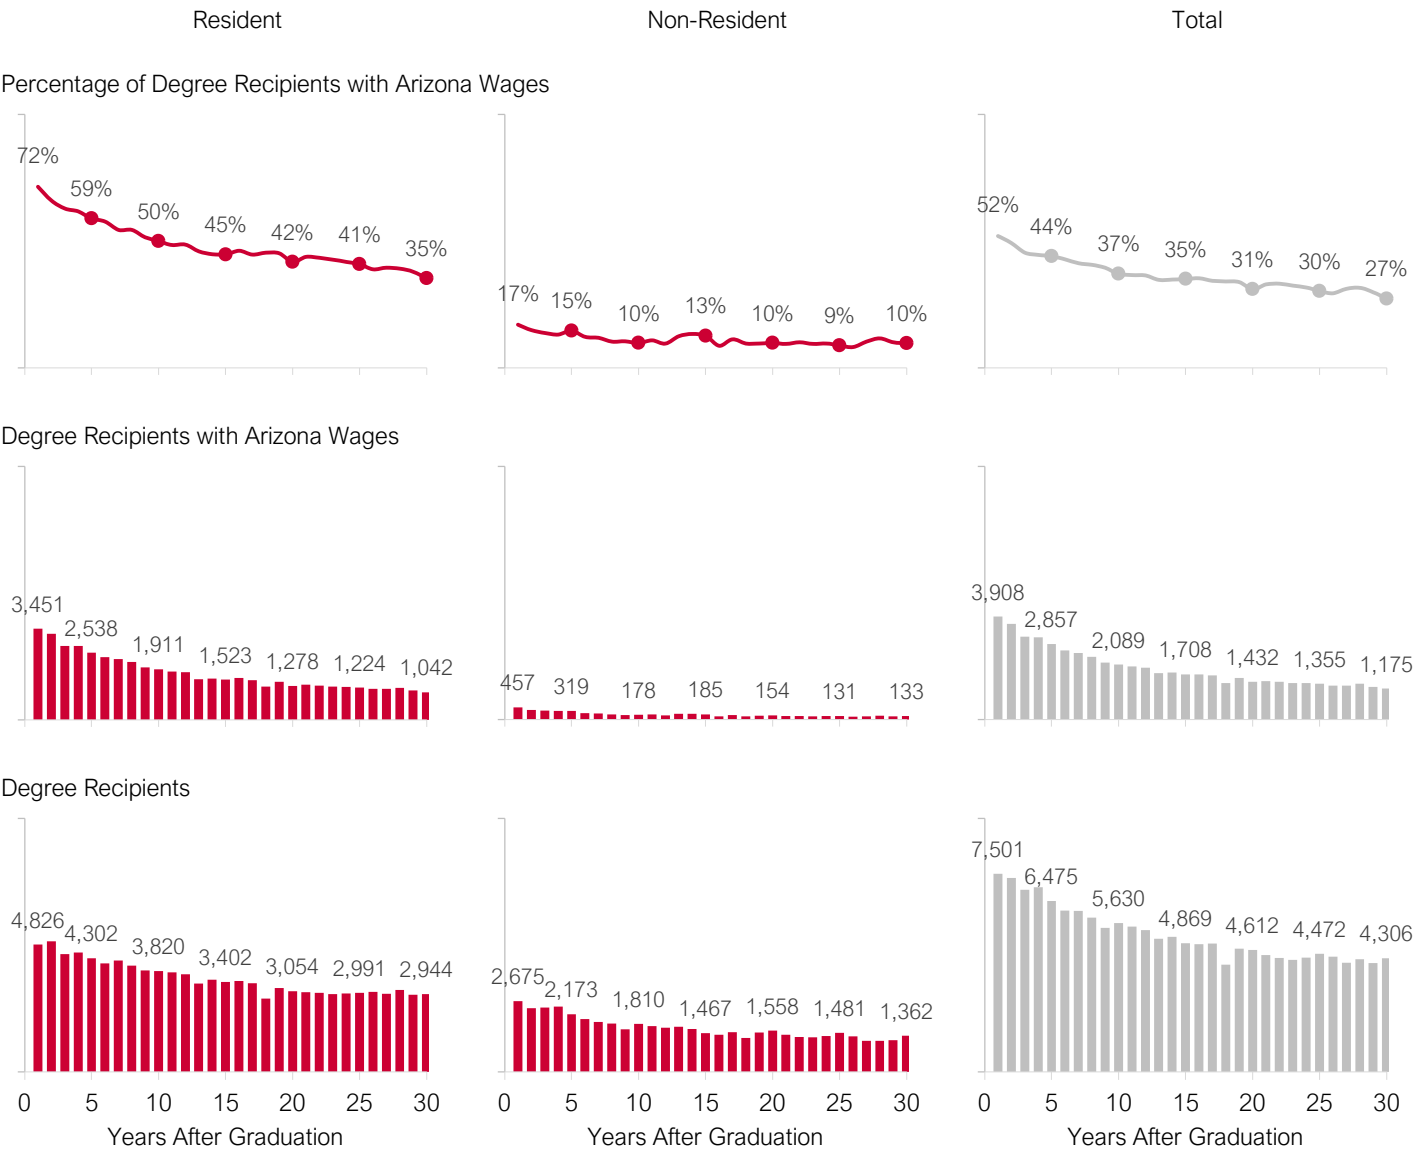 Resident Non-Resident Total
Percentage of Degree Recipients with Arizona Wages
72% 59% 50% 45% 42% 41% 35%
17% 15% 10% 13% 10% 9% 10%
52% 44% 37% 35% 31% 30% 27%
Degree Recipients with Arizona Wages
3,451 2,538 1,911 1,523 1,278 1,224 1,042
457 319 178 185 154 131 133
3,908 2,857 2,089 1,708 1,432 1,355 1,175
Degree Recipients
4,826 4,302 3,820 3,402 3,054 2,991 2,944
2,675 2,173 1,810 1,467 1,558 1,481 1,362
7,501 6,475 5,630 4,869 4,612 4,472 4,306
0 5 10 15 20 25 30 0 5 10 15 20 25 30 0 5 10 15 20 25 30
Years After Graduation Years After Graduation Years After Graduation